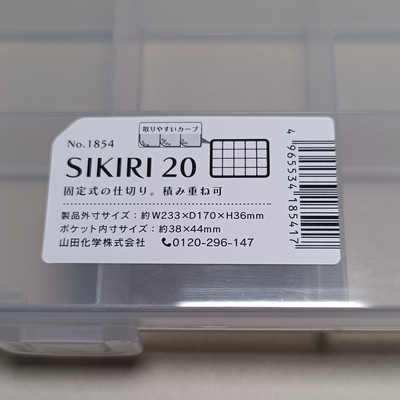 取りやすいカーブ
No.1854
SIKIRI 20
固定式の仕切り。積み重ね可
製品外寸サイズ：約W233×D170×H36mm
ポケット内寸サイズ：約38×44mm
山田化学株式会社 0120-296-147
4 965534 185417